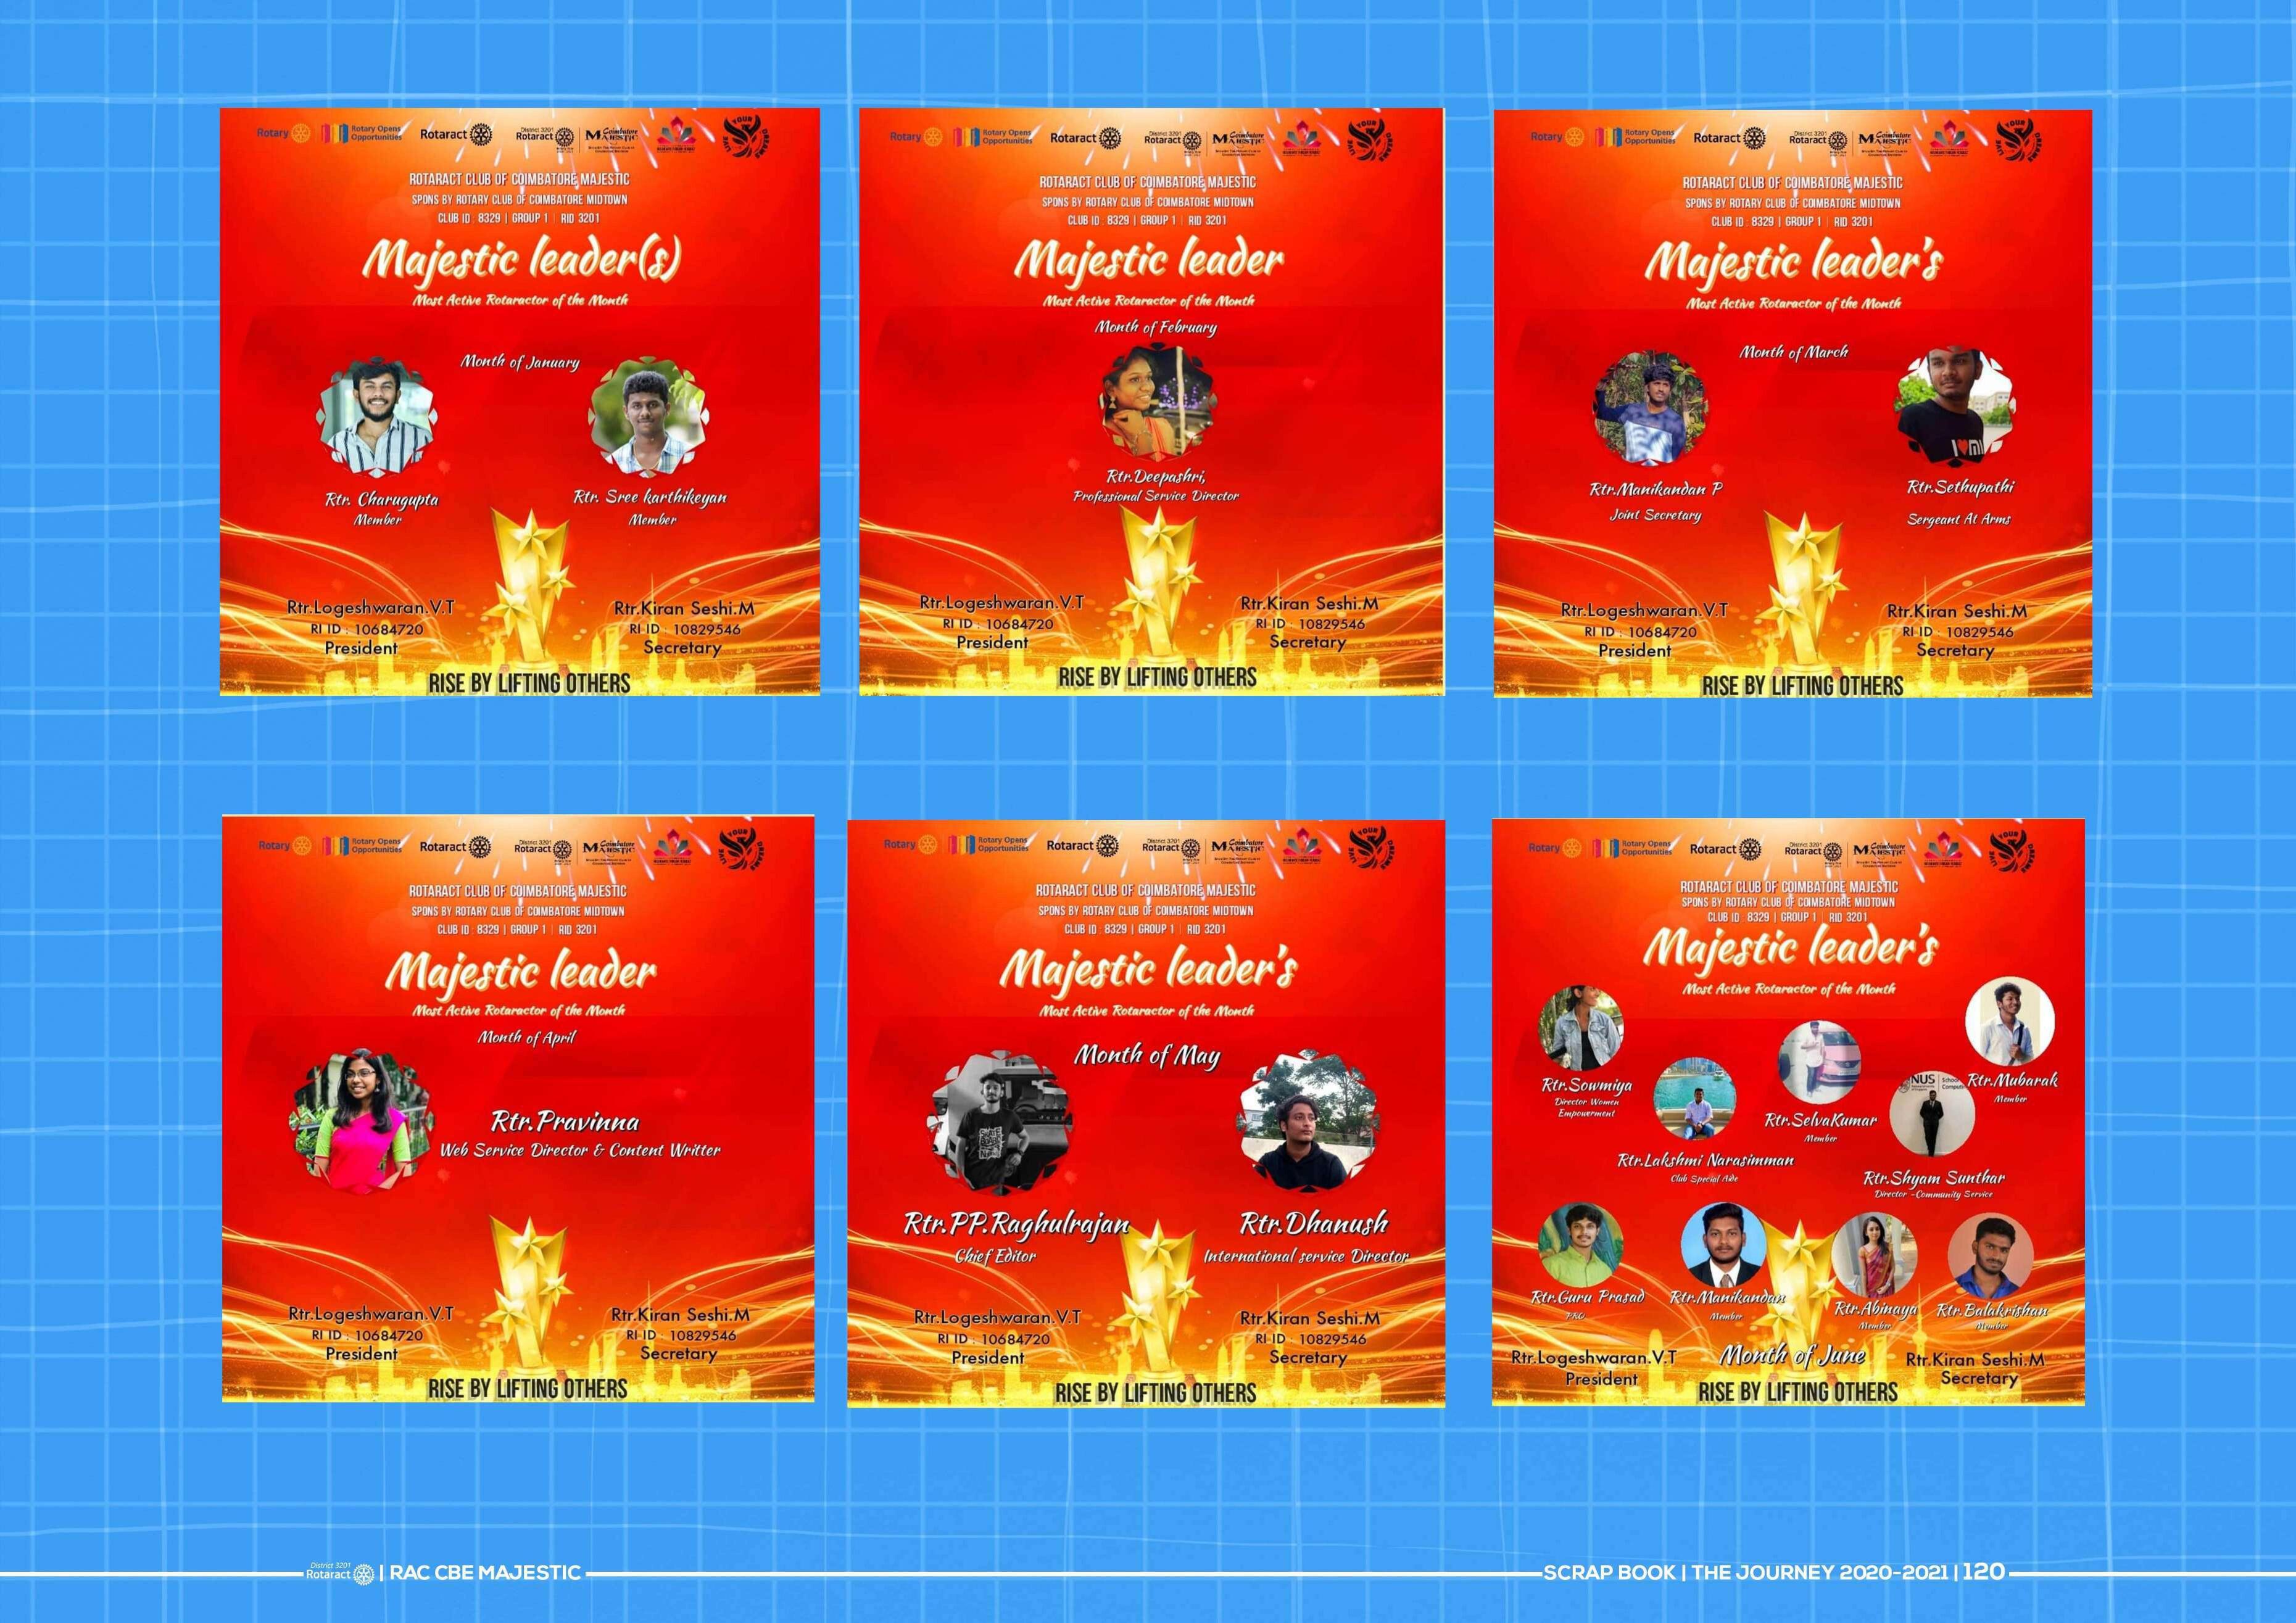 Rotary
Rotary Opens
Opportunities
Rotaract
District 3201
Rotaract
Coimbatore
MAJESTIC
YOUR
DREAMS
LIVE
ROTARACT CLUB OF COIMBATORE MAJESTIC
SPONS BY ROTARY CLUB OF COIMBATORE MIDTOWN
CLUB ID : 8329 | GROUP 1 | RID 3201
Majestic leader(s)
Most Active Rotaractor of the Month
Month of January
Rtr. Charugupta
Member
Rtr. Sree karthikeyan
Member
Rtr.Logeshwaran.V.T
RI ID : 10684720
President
Rtr.Kiran Seshi.M
RI ID : 10829546
Secretary
RISE BY LIFTING OTHERS
Rotary
Rotary Opens
Opportunities
Rotaract
District 3201
Rotaract
Coimbatore
MAJESTIC
YOUR
DREAMS
LIVE
ROTARACT CLUB OF COIMBATORE MAJESTIC
SPONS BY ROTARY CLUB OF COIMBATORE MIDTOWN
CLUB ID : 8329 | GROUP 1 | RID 3201
Majestic leader
Most Active Rotaractor of the Month
Month of February
Rtr.Deepashri,
Professional Service Director
Rtr.Logeshwaran.V.T
RI ID : 10684720
President
Rtr.Kiran Seshi.M
RI ID : 10829546
Secretary
RISE BY LIFTING OTHERS
Rotary
Rotary Opens
Opportunities
Rotaract
District 3201
Rotaract
Coimbatore
MAJESTIC
YOUR
DREAMS
LIVE
ROTARACT CLUB OF COIMBATORE MAJESTIC
SPONS BY ROTARY CLUB OF COIMBATORE MIDTOWN
CLUB ID : 8329 | GROUP 1 | RID 3201
Majestic leader's
Most Active Rotaractor of the Month
Month of March
I ❤ mi
Rtr.Manikandan P
Joint Secretary
Rtr.Sethupathi
Sergeant At Arms
Rtr.Logeshwaran.V.T
RI ID : 10684720
President
Rtr.Kiran Seshi.M
RI ID : 10829546
Secretary
RISE BY LIFTING OTHERS
Rotary
Rotary Opens
Opportunities
Rotaract
District 3201
Rotaract
Coimbatore
MAJESTIC
YOUR
DREAMS
LIVE
ROTARACT CLUB OF COIMBATORE MAJESTIC
SPONS BY ROTARY CLUB OF COIMBATORE MIDTOWN
CLUB ID : 8329 | GROUP 1 | RID 3201
Majestic leader
Most Active Rotaractor of the Month
Month of April
Rtr.Pravinna
Web Service Director & Content Writter
Rtr.Logeshwaran.V.T
RI ID : 10684720
President
Rtr.Kiran Seshi.M
RI ID : 10829546
Secretary
RISE BY LIFTING OTHERS
Rotary
Rotary Opens
Opportunities
Rotaract
District 3201
Rotaract
Coimbatore
MAJESTIC
YOUR
DREAMS
LIVE
ROTARACT CLUB OF COIMBATORE MAJESTIC
SPONS BY ROTARY CLUB OF COIMBATORE MIDTOWN
CLUB ID : 8329 | GROUP 1 | RID 3201
Majestic leader's
Most Active Rotaractor of the Month
Month of May
Rtr.PP.Raghulrajan
Chief Editor
Rtr.Dhanush
International service Director
Rtr.Logeshwaran.V.T
RI ID : 10684720
President
Rtr.Kiran Seshi.M
RI ID : 10829546
Secretary
RISE BY LIFTING OTHERS
Rotary
Rotary Opens
Opportunities
Rotaract
District 3201
Rotaract
Coimbatore
MAJESTIC
YOUR
DREAMS
LIVE
ROTARACT CLUB OF COIMBATORE MAJESTIC
SPONS BY ROTARY CLUB OF COIMBATORE MIDTOWN
CLUB ID : 8329 | GROUP 1 | RID 3201
Majestic leader's
Most Active Rotaractor of the Month
Rtr.Sowmiya
Director Women
Empowerment
Rtr.Lakshmi Narasimman
Club Special Aide
Rtr.SelvaKumar
Member
NUS
Rtr.Shyam Sunthar
Director -Community Service
Rtr.Mubarak
Member
Rtr.Guru Prasad
PRO
Rtr.Manikandan
Member
Rtr.Abinaya
Member
Rtr.Balakrishan
Member
Month of June
Rtr.Logeshwaran.V.T
President
Rtr.Kiran Seshi.M
Secretary
RISE BY LIFTING OTHERS
District 3201
Rotaract
| RAC CBE MAJESTIC
SCRAP BOOK | THE JOURNEY 2020-2021 | 120